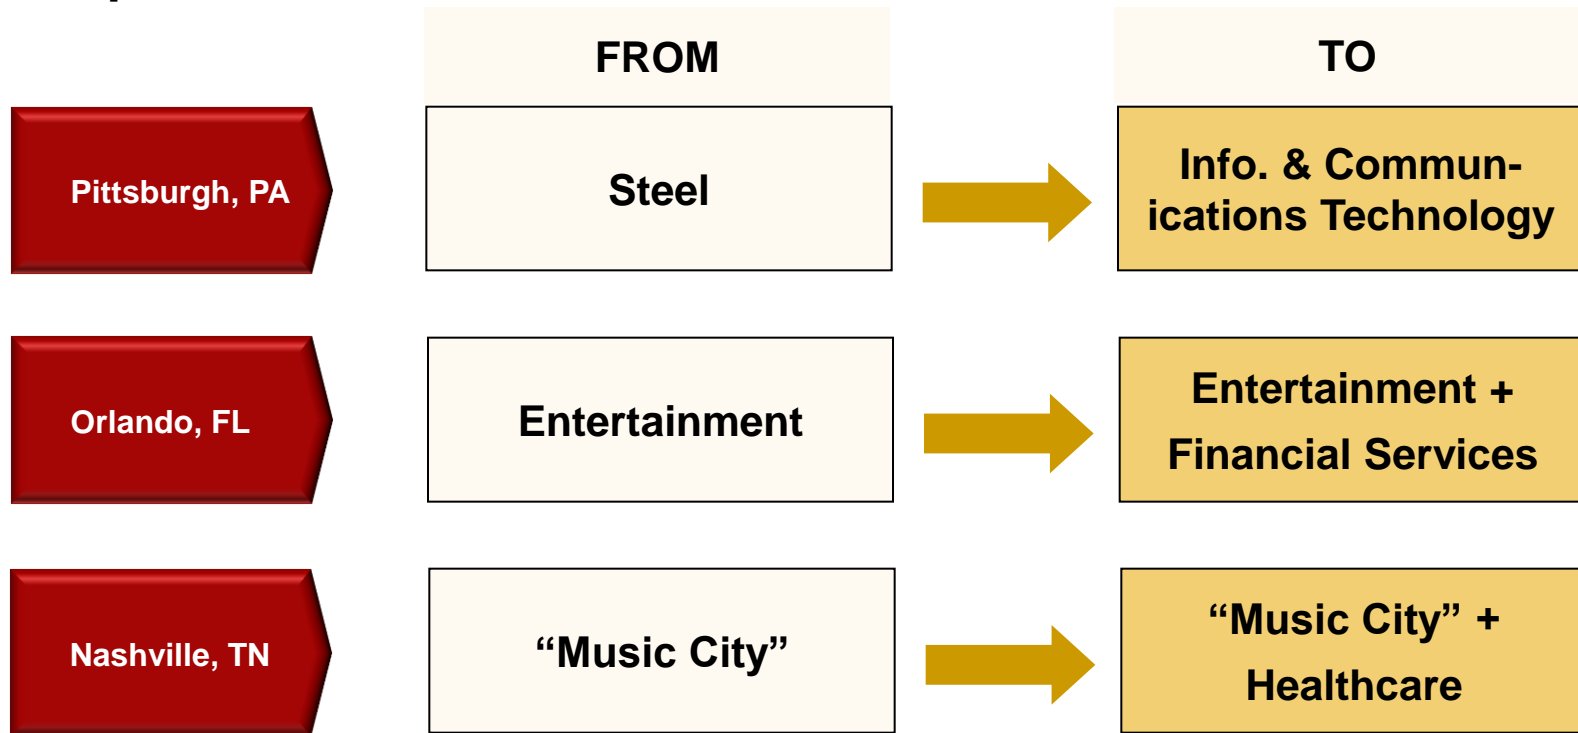 FROM
TO
Pittsburgh, PA
Steel
Info. & Commun-
ications Technology
Orlando, FL
Entertainment
Entertainment +
Financial Services
Nashville, TN
“Music City”
“Music City” +
Healthcare